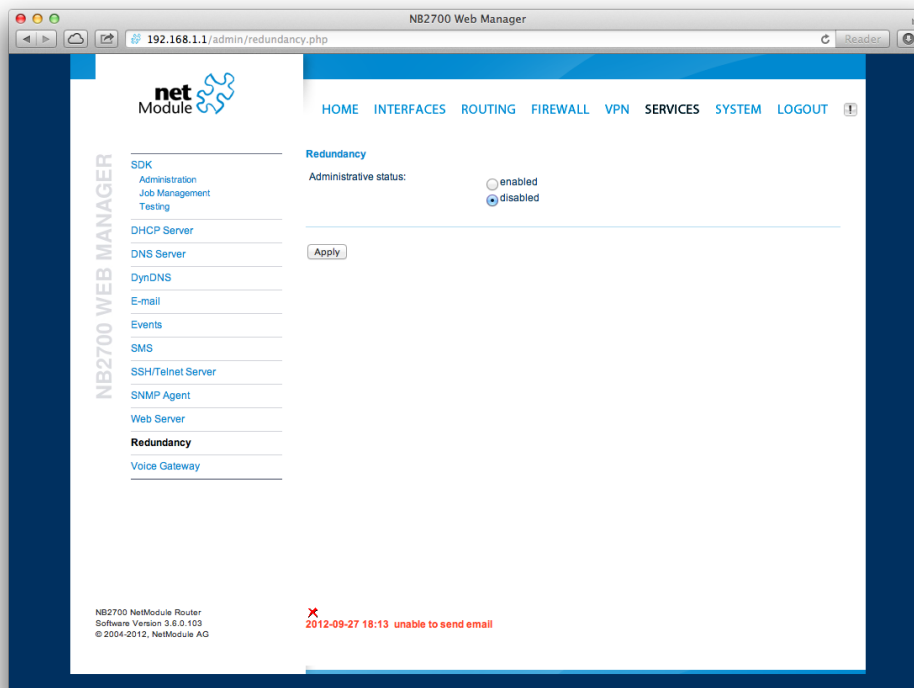 NB2700 Web Manager
192.168.1.1/admin/redundancy.php
Reader
net
Module
HOME INTERFACES ROUTING FIREWALL VPN SERVICES SYSTEM LOGOUT
NB2700 WEB MANAGER
SDK
Administration
Job Management
Testing
DHCP Server
DNS Server
DynDNS
E-mail
Events
SMS
SSH/Telnet Server
SNMP Agent
Web Server
Redundancy
Voice Gateway
Redundancy
Administrative status:
enabled
disabled
Apply
NB2700 NetModule Router
Software Version 3.6.0.103
© 2004-2012, NetModule AG
2012-09-27 18:13 unable to send email